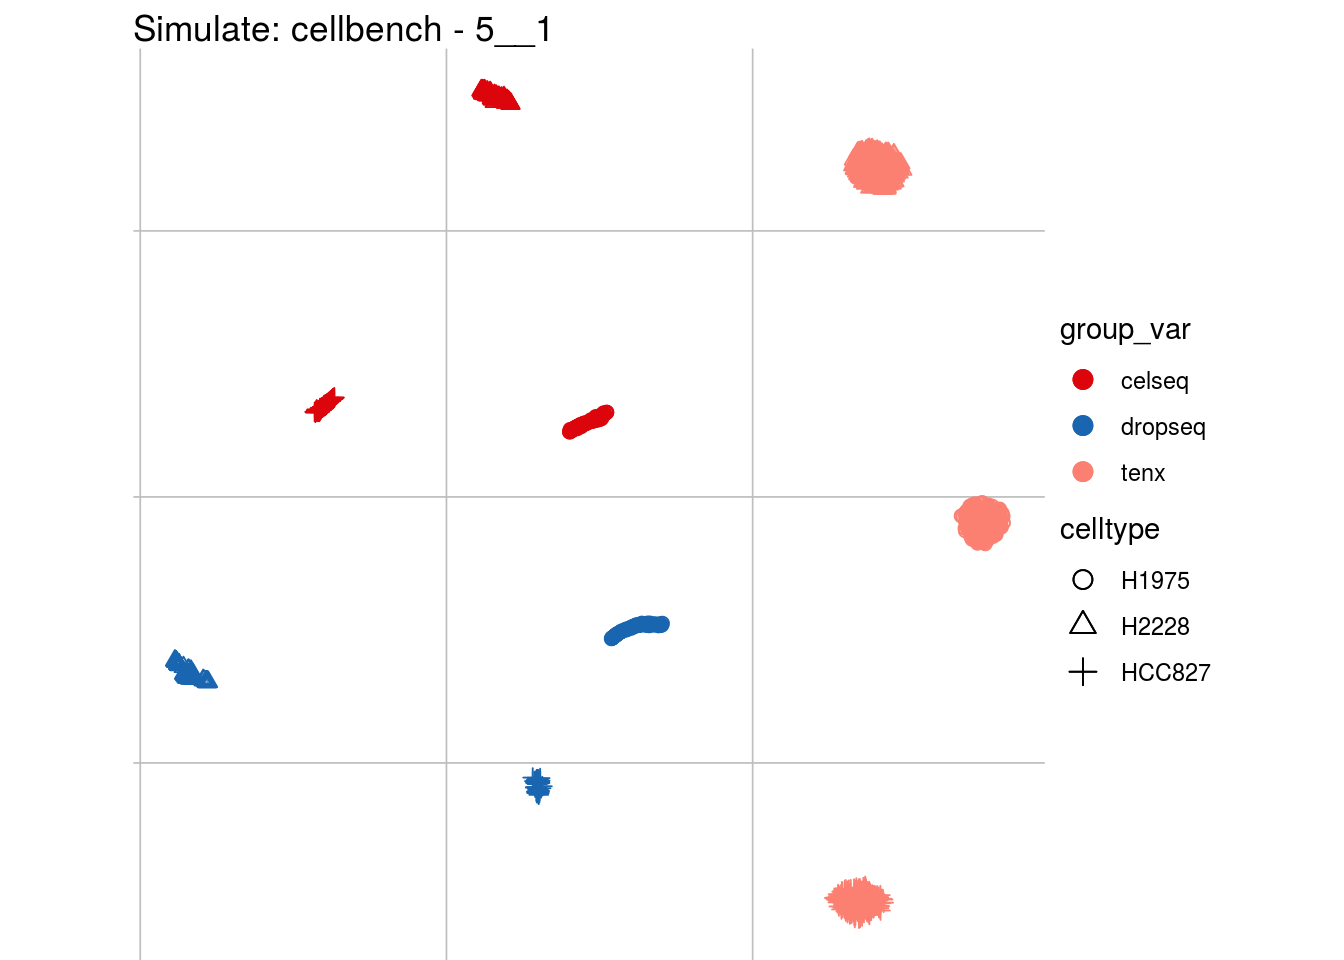 Simulate: cellbench - 5__1
group_var
celseq
dropseq
tenx
celltype
H1975
H2228
HCC827